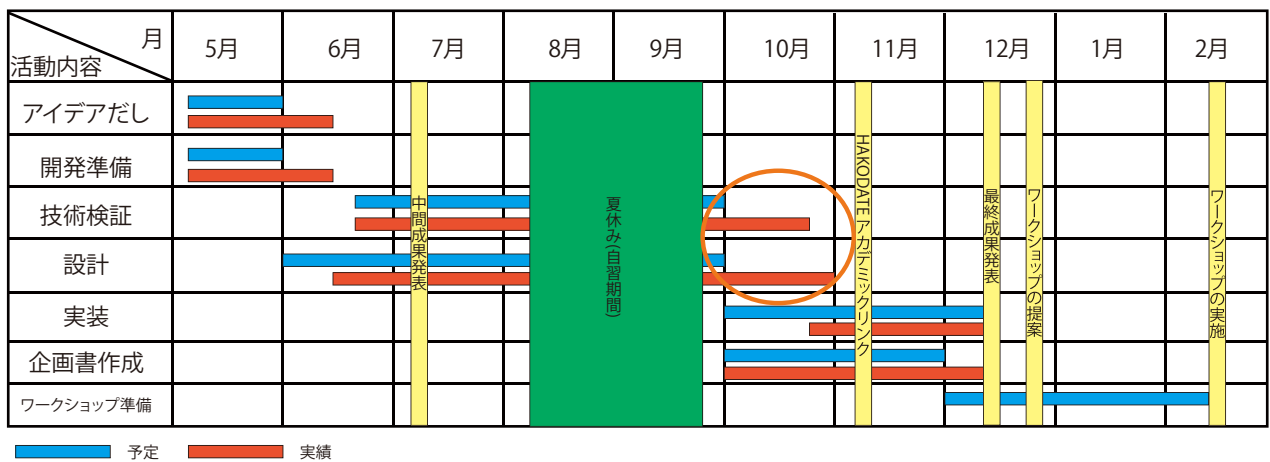 月
活動内容
5月
6月
7月
8月
9月
10月
11月
12月
1月
2月
アイデアだし
開発準備
技術検証
設計
実装
企画書作成
ワークショップ準備
中間成果発表
夏休み(自習期間)
HAKODATEアカデミックリンク
最終成果発表
ワークショップの提案
ワークショップの実施
予定
実績